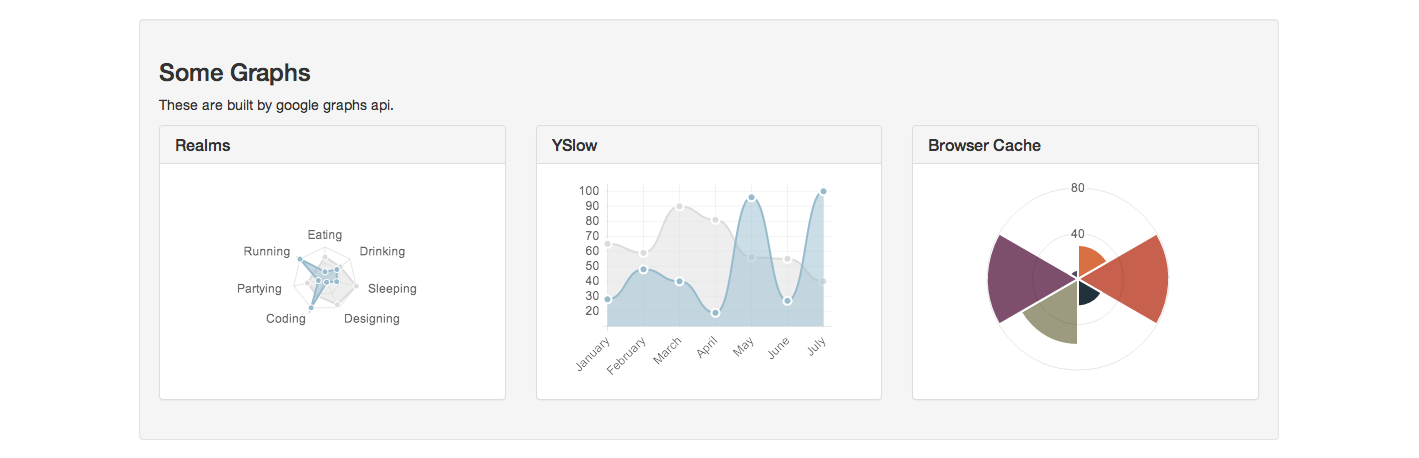 Some Graphs
These are built by google graphs api.
Realms
Eating
Running
Drinking
Partying
Sleeping
Coding
Designing
YSlow
100
90
80
70
60
50
40
30
20
January
February
March
April
May
June
July
Browser Cache
80
40